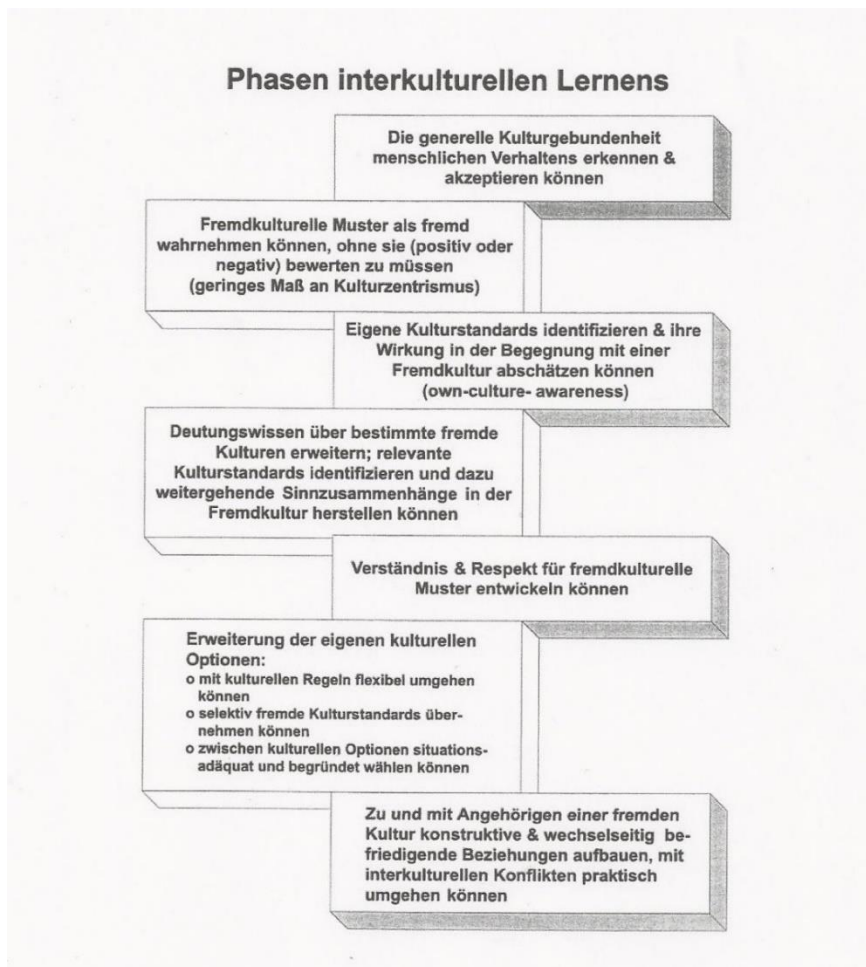 Phasen interkulturellen Lernens
Die generelle Kulturgebundenheit
menschlichen Verhaltens erkennen &
akzeptieren können
Fremdkulturelle Muster als fremd
wahrnehmen können, ohne sie (positiv oder
negativ) bewerten zu müssen
(geringes Maß an Kulturzentrismus)
Eigene Kulturstandards identifizieren & ihre
Wirkung in der Begegnung mit einer
Fremdkultur abschätzen können
(own-culture- awareness)
Deutungswissen über bestimmte fremde
Kulturen erweitern; relevante
Kulturstandards identifizieren und dazu
weitergehende Sinnzusammenhänge in der
Fremdkultur herstellen können
Verständnis & Respekt für fremdkulturelle
Muster entwickeln können
Erweiterung der eigenen kulturellen
Optionen:
o mit kulturellen Regeln flexibel umgehen
können
o selektiv fremde Kulturstandards über-
nehmen können
o zwischen kulturellen Optionen situations-
adäquat und begründet wählen können
Zu und mit Angehörigen einer fremden
Kultur konstruktive & wechselseitig be-
friedigende Beziehungen aufbauen, mit
interkulturellen Konflikten praktisch
umgehen können